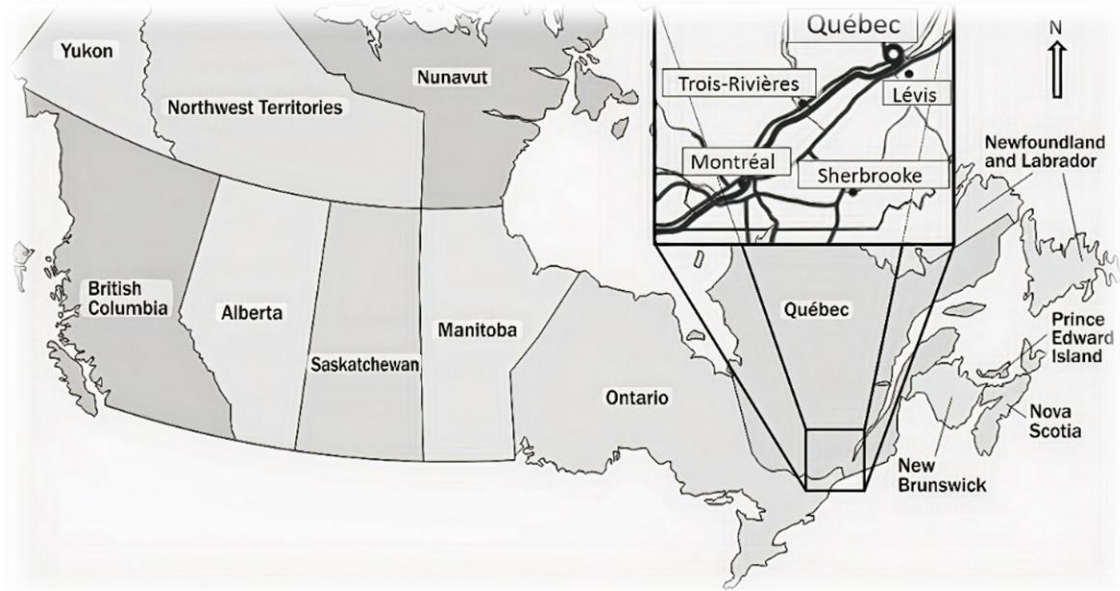 Yukon
Northwest Territories
Nunavut
British
Columbia
Alberta
Saskatchewan
Manitoba
Ontario
Québec
Trois-Rivières
Lévis
Montréal
Sherbrooke
Québec
N
Newfoundland
and Labrador
Prince
Edward
Island
Nova
Scotia
New
Brunswick